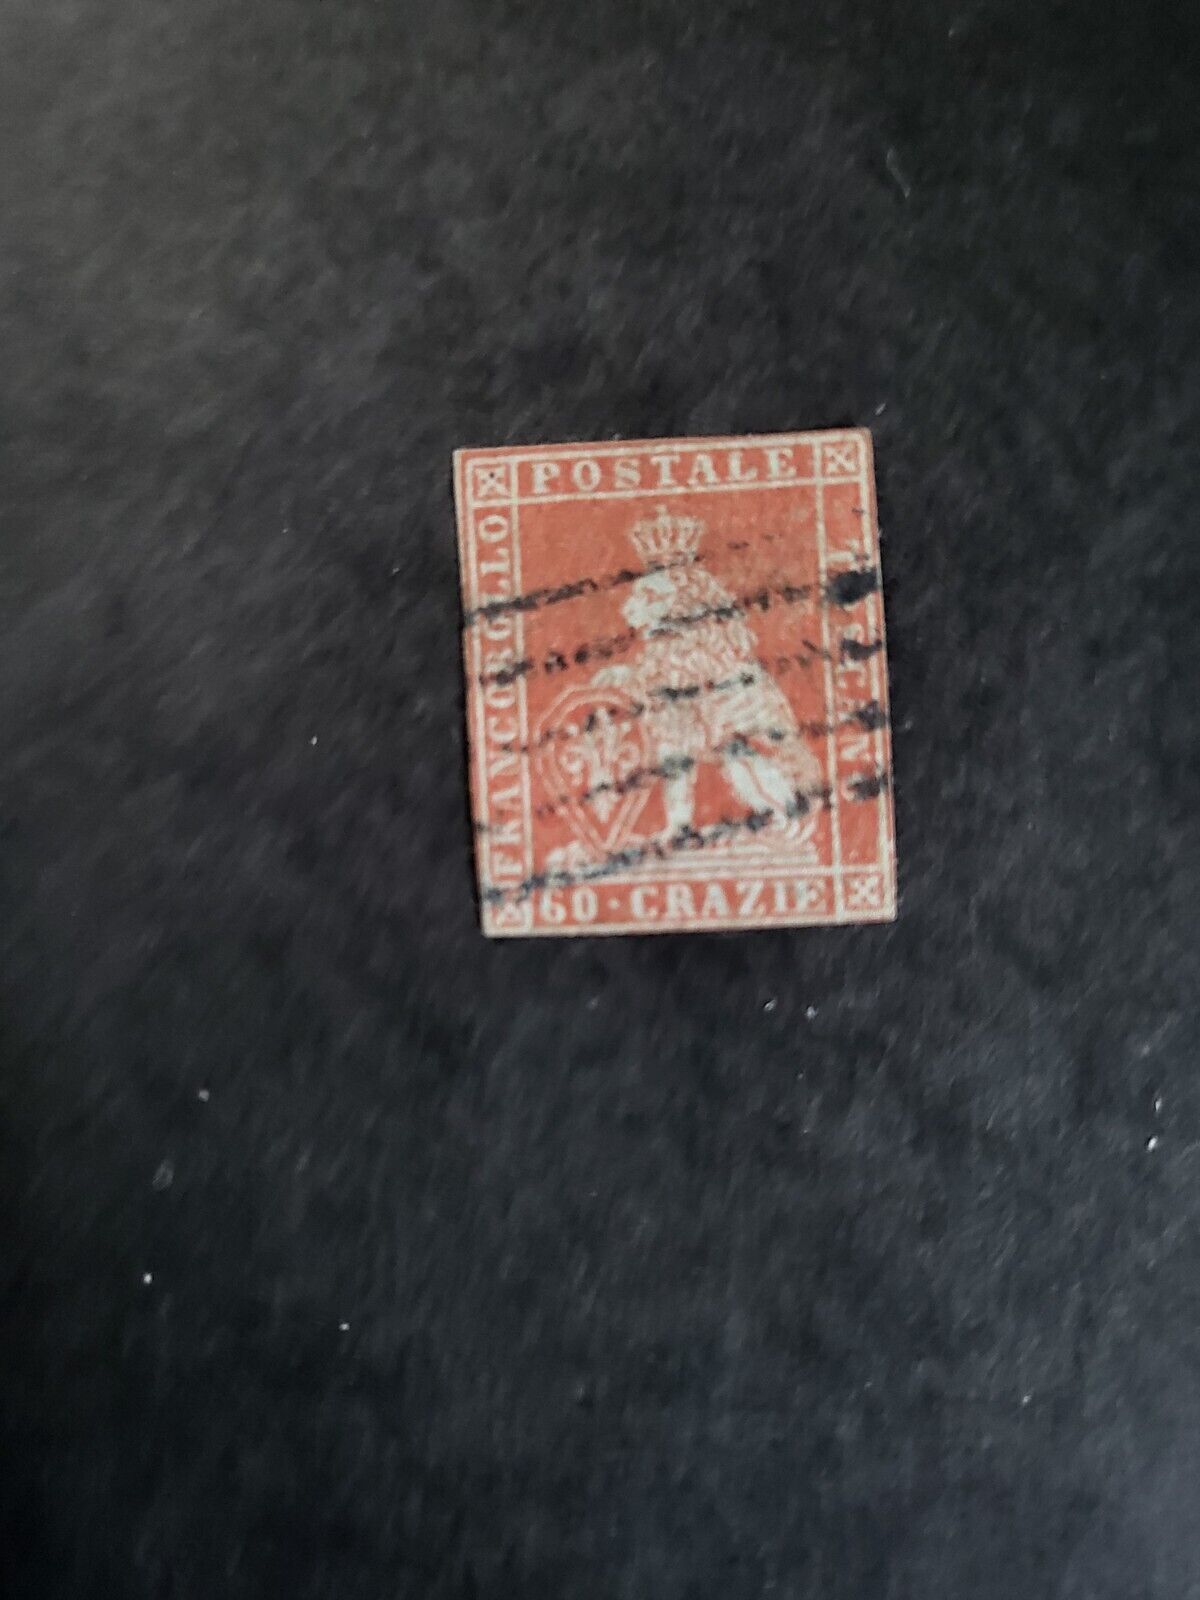 POSTALE
FRANCOBOLLO
60 · CRAZIE